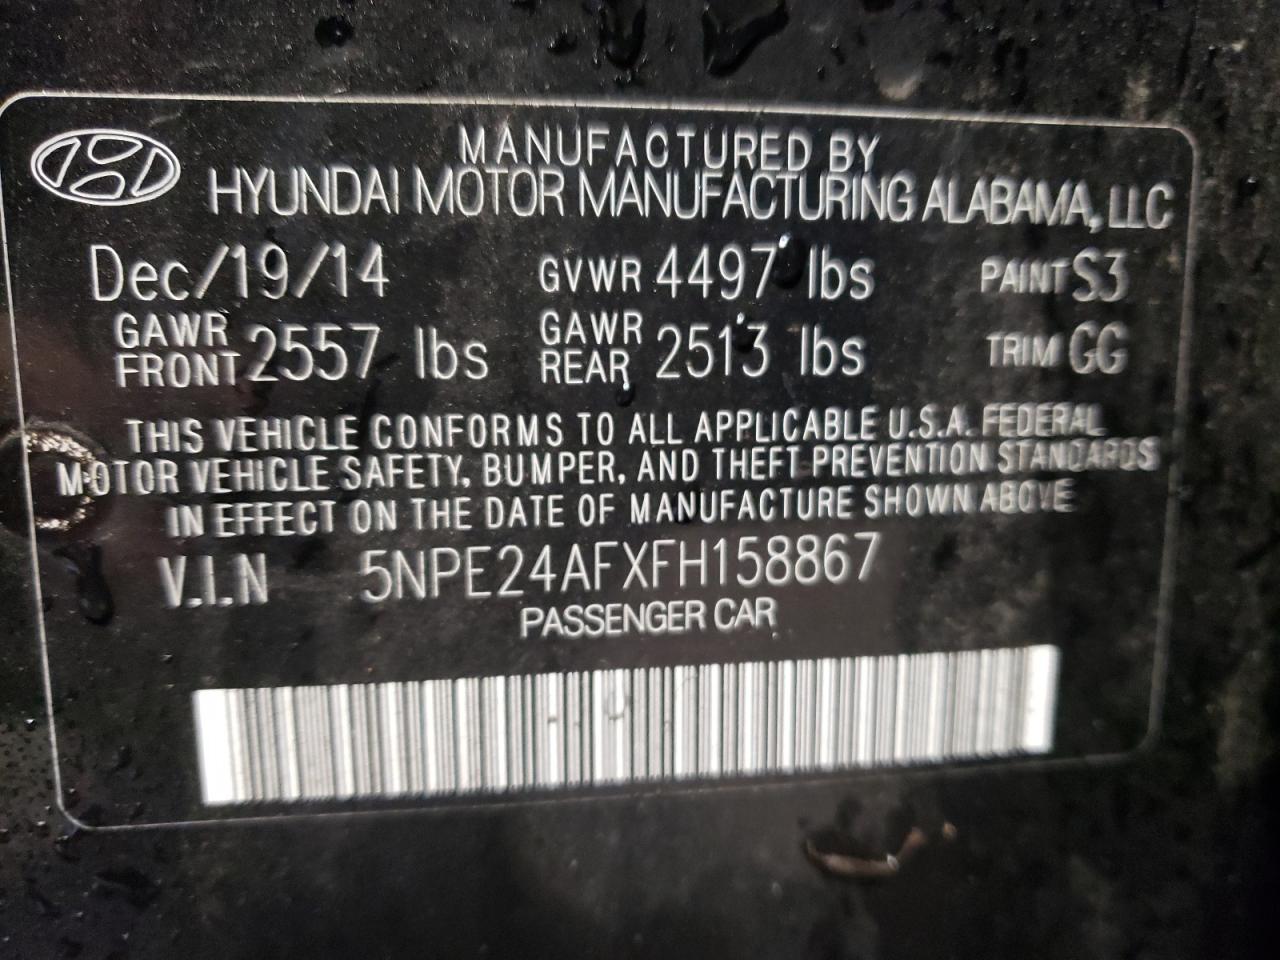 MANUFACTURED BY
HYUNDAI MOTOR MANUFACTURING ALABAMA, LLC
Dec/19/14 GVWR 4497 lbs PAINT S3
GAWR FRONT 2557 lbs GAWR REAR 2513 lbs TRIM GG
THIS VEHICLE CONFORMS TO ALL APPLICABLE U.S.A. FEDERAL
MOTOR VEHICLE SAFETY, BUMPER, AND THEFT PREVENTION STANDARDS
IN EFFECT ON THE DATE OF MANUFACTURE SHOWN ABOVE
V.I.N 5NPE24AFXFH158867
PASSENGER CAR